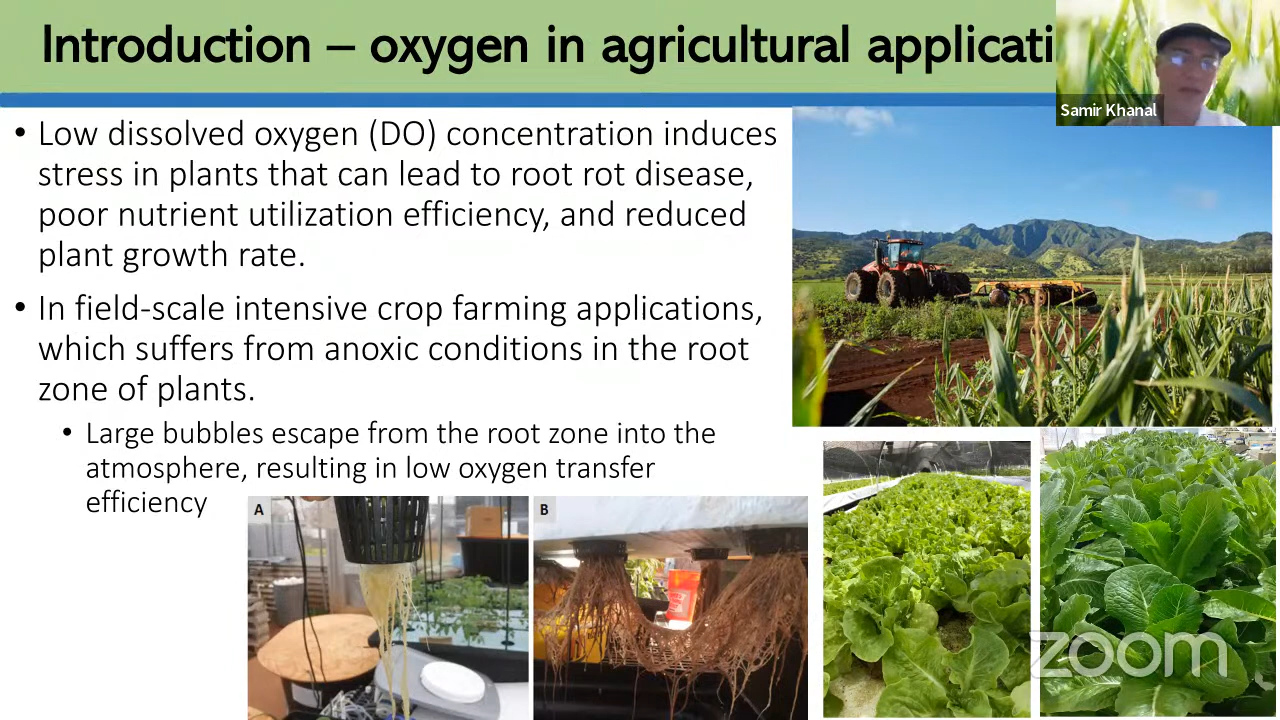 Introduction – oxygen in agricultural applicati
Samir Khanal
• Low dissolved oxygen (DO) concentration induces
stress in plants that can lead to root rot disease,
poor nutrient utilization efficiency, and reduced
plant growth rate.
• In field-scale intensive crop farming applications,
which suffers from anoxic conditions in the root
zone of plants.
• Large bubbles escape from the root zone into the
atmosphere, resulting in low oxygen transfer
efficiency
A
B
zoom